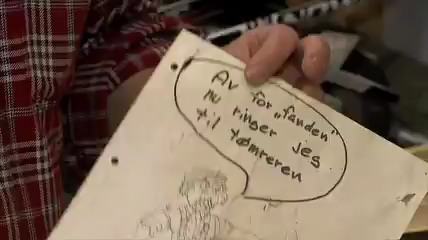 Av for „fanden"
nu ringer jeg
til tømreren